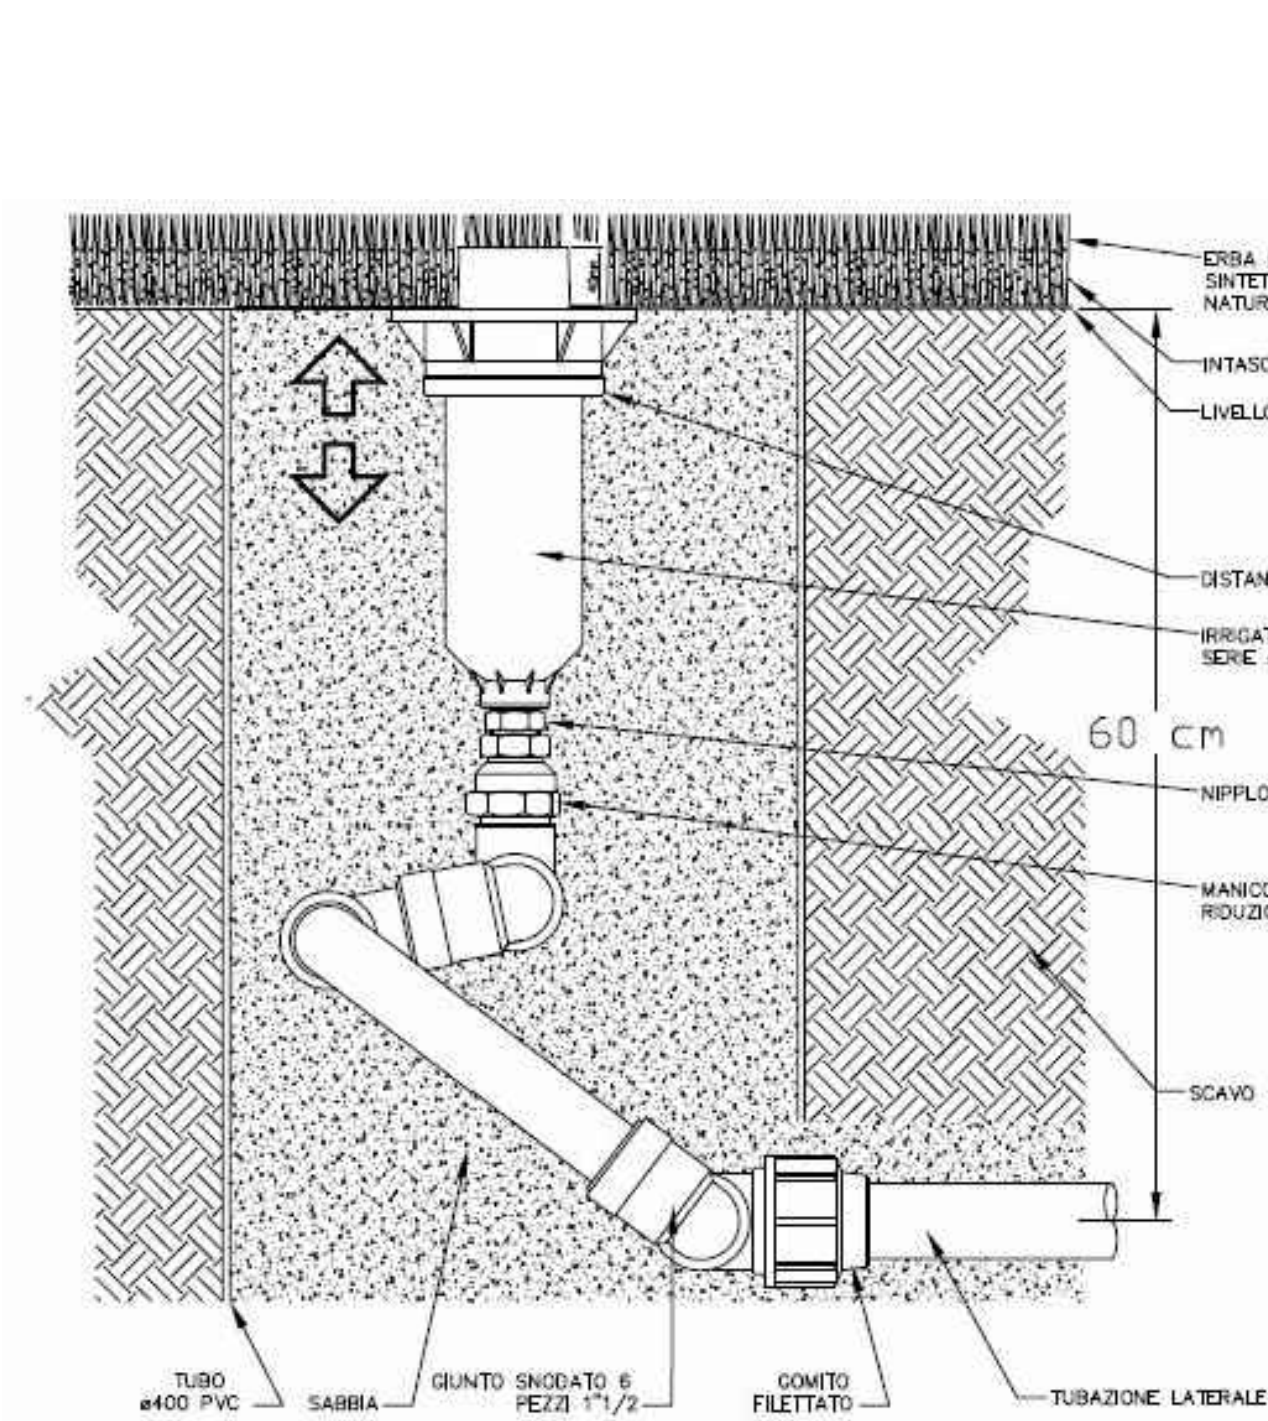 ERBA
SINTET
NATUR
INTASO
LIVELLO
DISTAN
IRRIGAT
SERIE
60 cm
NIPPLO
MANICO
RIDUZIO
SCAVO
TUBO
ø400 PVC
SABBIA
GIUNTO SNODATO 6
PEZZI 1"1/2
GOMITO
FILETTATO
TUBAZIONE LATERALE